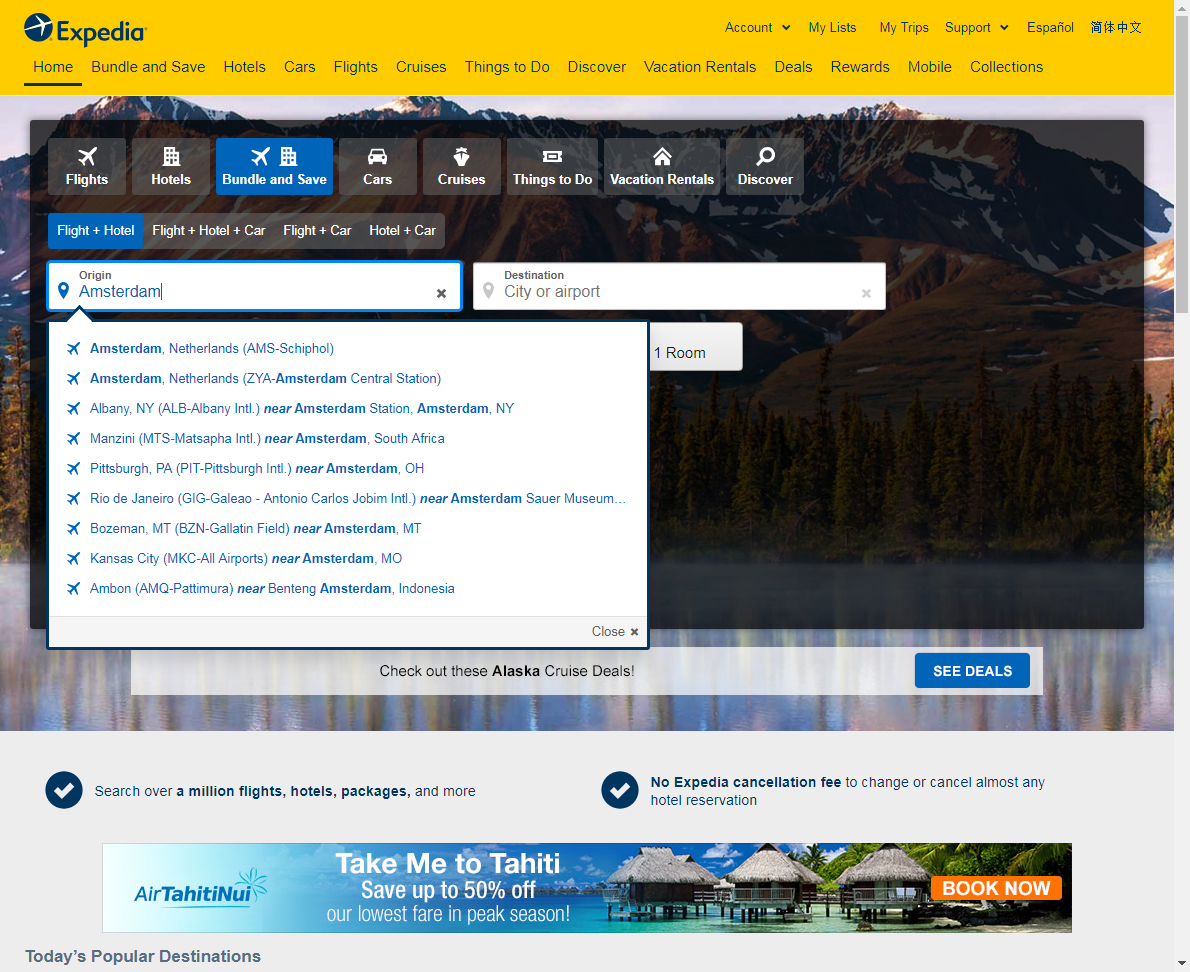 Expedia
Account My Lists My Trips Support Español 简体中文
Home Bundle and Save Hotels Cars Flights Cruises Things to Do Discover Vacation Rentals Deals Rewards Mobile Collections
Flights Hotels Bundle and Save Cars Cruises Things to Do Vacation Rentals Discover
Flight + Hotel Flight + Hotel + Car Flight + Car Hotel + Car
Origin
Amsterdam
Destination
City or airport
1 Room
Amsterdam, Netherlands (AMS-Schiphol)
Amsterdam, Netherlands (ZYA-Amsterdam Central Station)
Albany, NY (ALB-Albany Intl.) near Amsterdam Station, Amsterdam, NY
Manzini (MTS-Matsapha Intl.) near Amsterdam, South Africa
Pittsburgh, PA (PIT-Pittsburgh Intl.) near Amsterdam, OH
Rio de Janeiro (GIG-Galeao - Antonio Carlos Jobim Intl.) near Amsterdam Sauer Museum...
Bozeman, MT (BZN-Gallatin Field) near Amsterdam, MT
Kansas City (MKC-All Airports) near Amsterdam, MO
Ambon (AMQ-Pattimura) near Benteng Amsterdam, Indonesia
Close
Check out these Alaska Cruise Deals! SEE DEALS
Search over a million flights, hotels, packages, and more
No Expedia cancellation fee to change or cancel almost any
hotel reservation
AirTahitiNui
Take Me to Tahiti
Save up to 50% off
our lowest fare in peak season!
BOOK NOW
Today's Popular Destinations